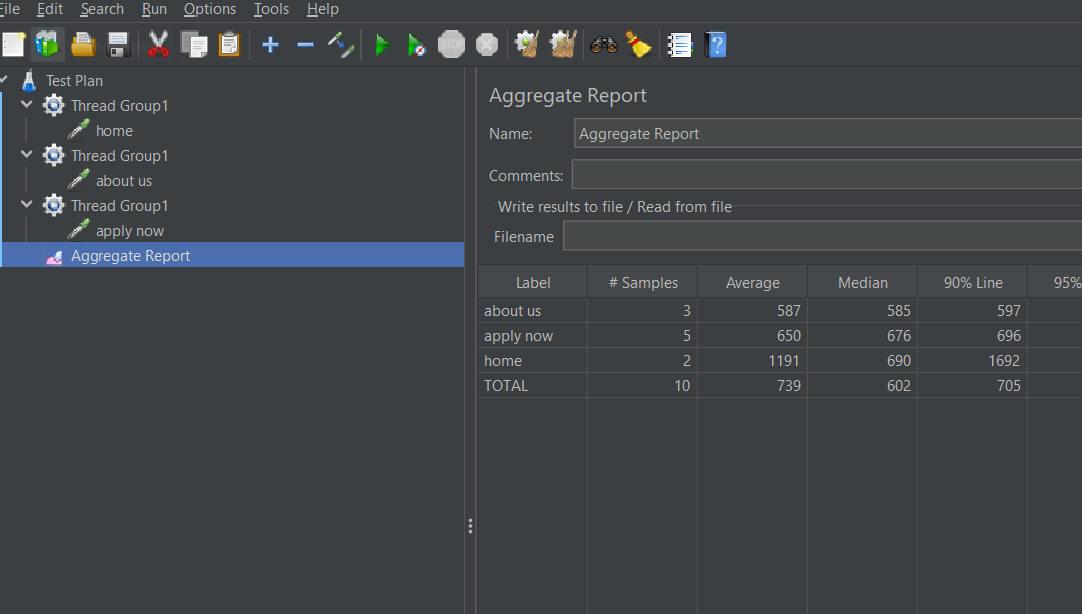 File Edit Search Run Options Tools Help
STOP
Test Plan
Thread Group1
home
Thread Group1
about us
Thread Group1
apply now
Aggregate Report
Aggregate Report
Name: Aggregate Report
Comments:
Write results to file / Read from file
Filename
Label # Samples Average Median 90% Line 95%
about us 3 587 585 597
apply now 5 650 676 696
home 2 1191 690 1692
TOTAL 10 739 602 705